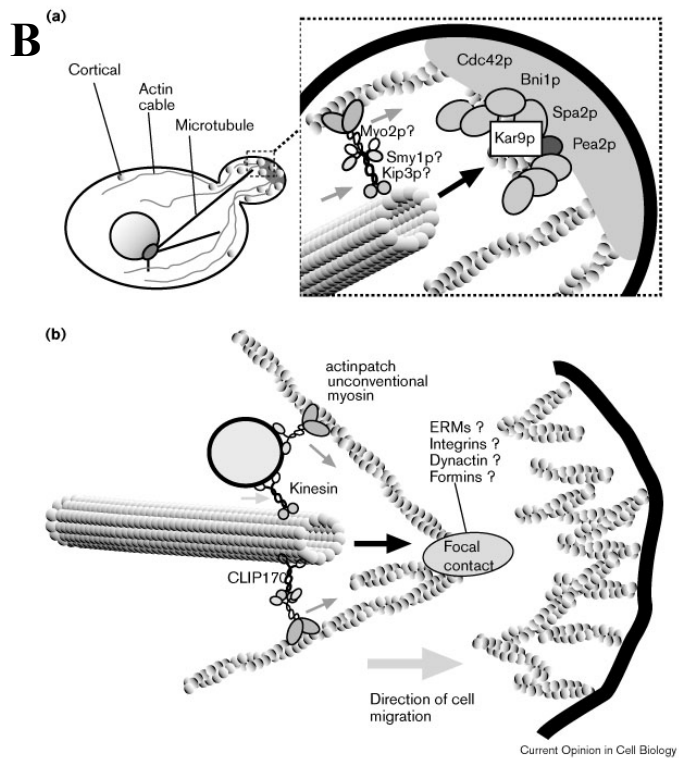 B
(a)
Cortical
Actin
cable
Microtubule
Cdc42p
Bni1p
Spa2p
Kar9p
Pea2p
Myo2p?
Smy1p?
Kip3p?
(b)
actinpatch
unconventional
myosin
ERMs ?
Integrins ?
Dynactin ?
Formins ?
Kinesin
Focal
contact
CLIP170
Direction of cell
migration
Current Opinion in Cell Biology